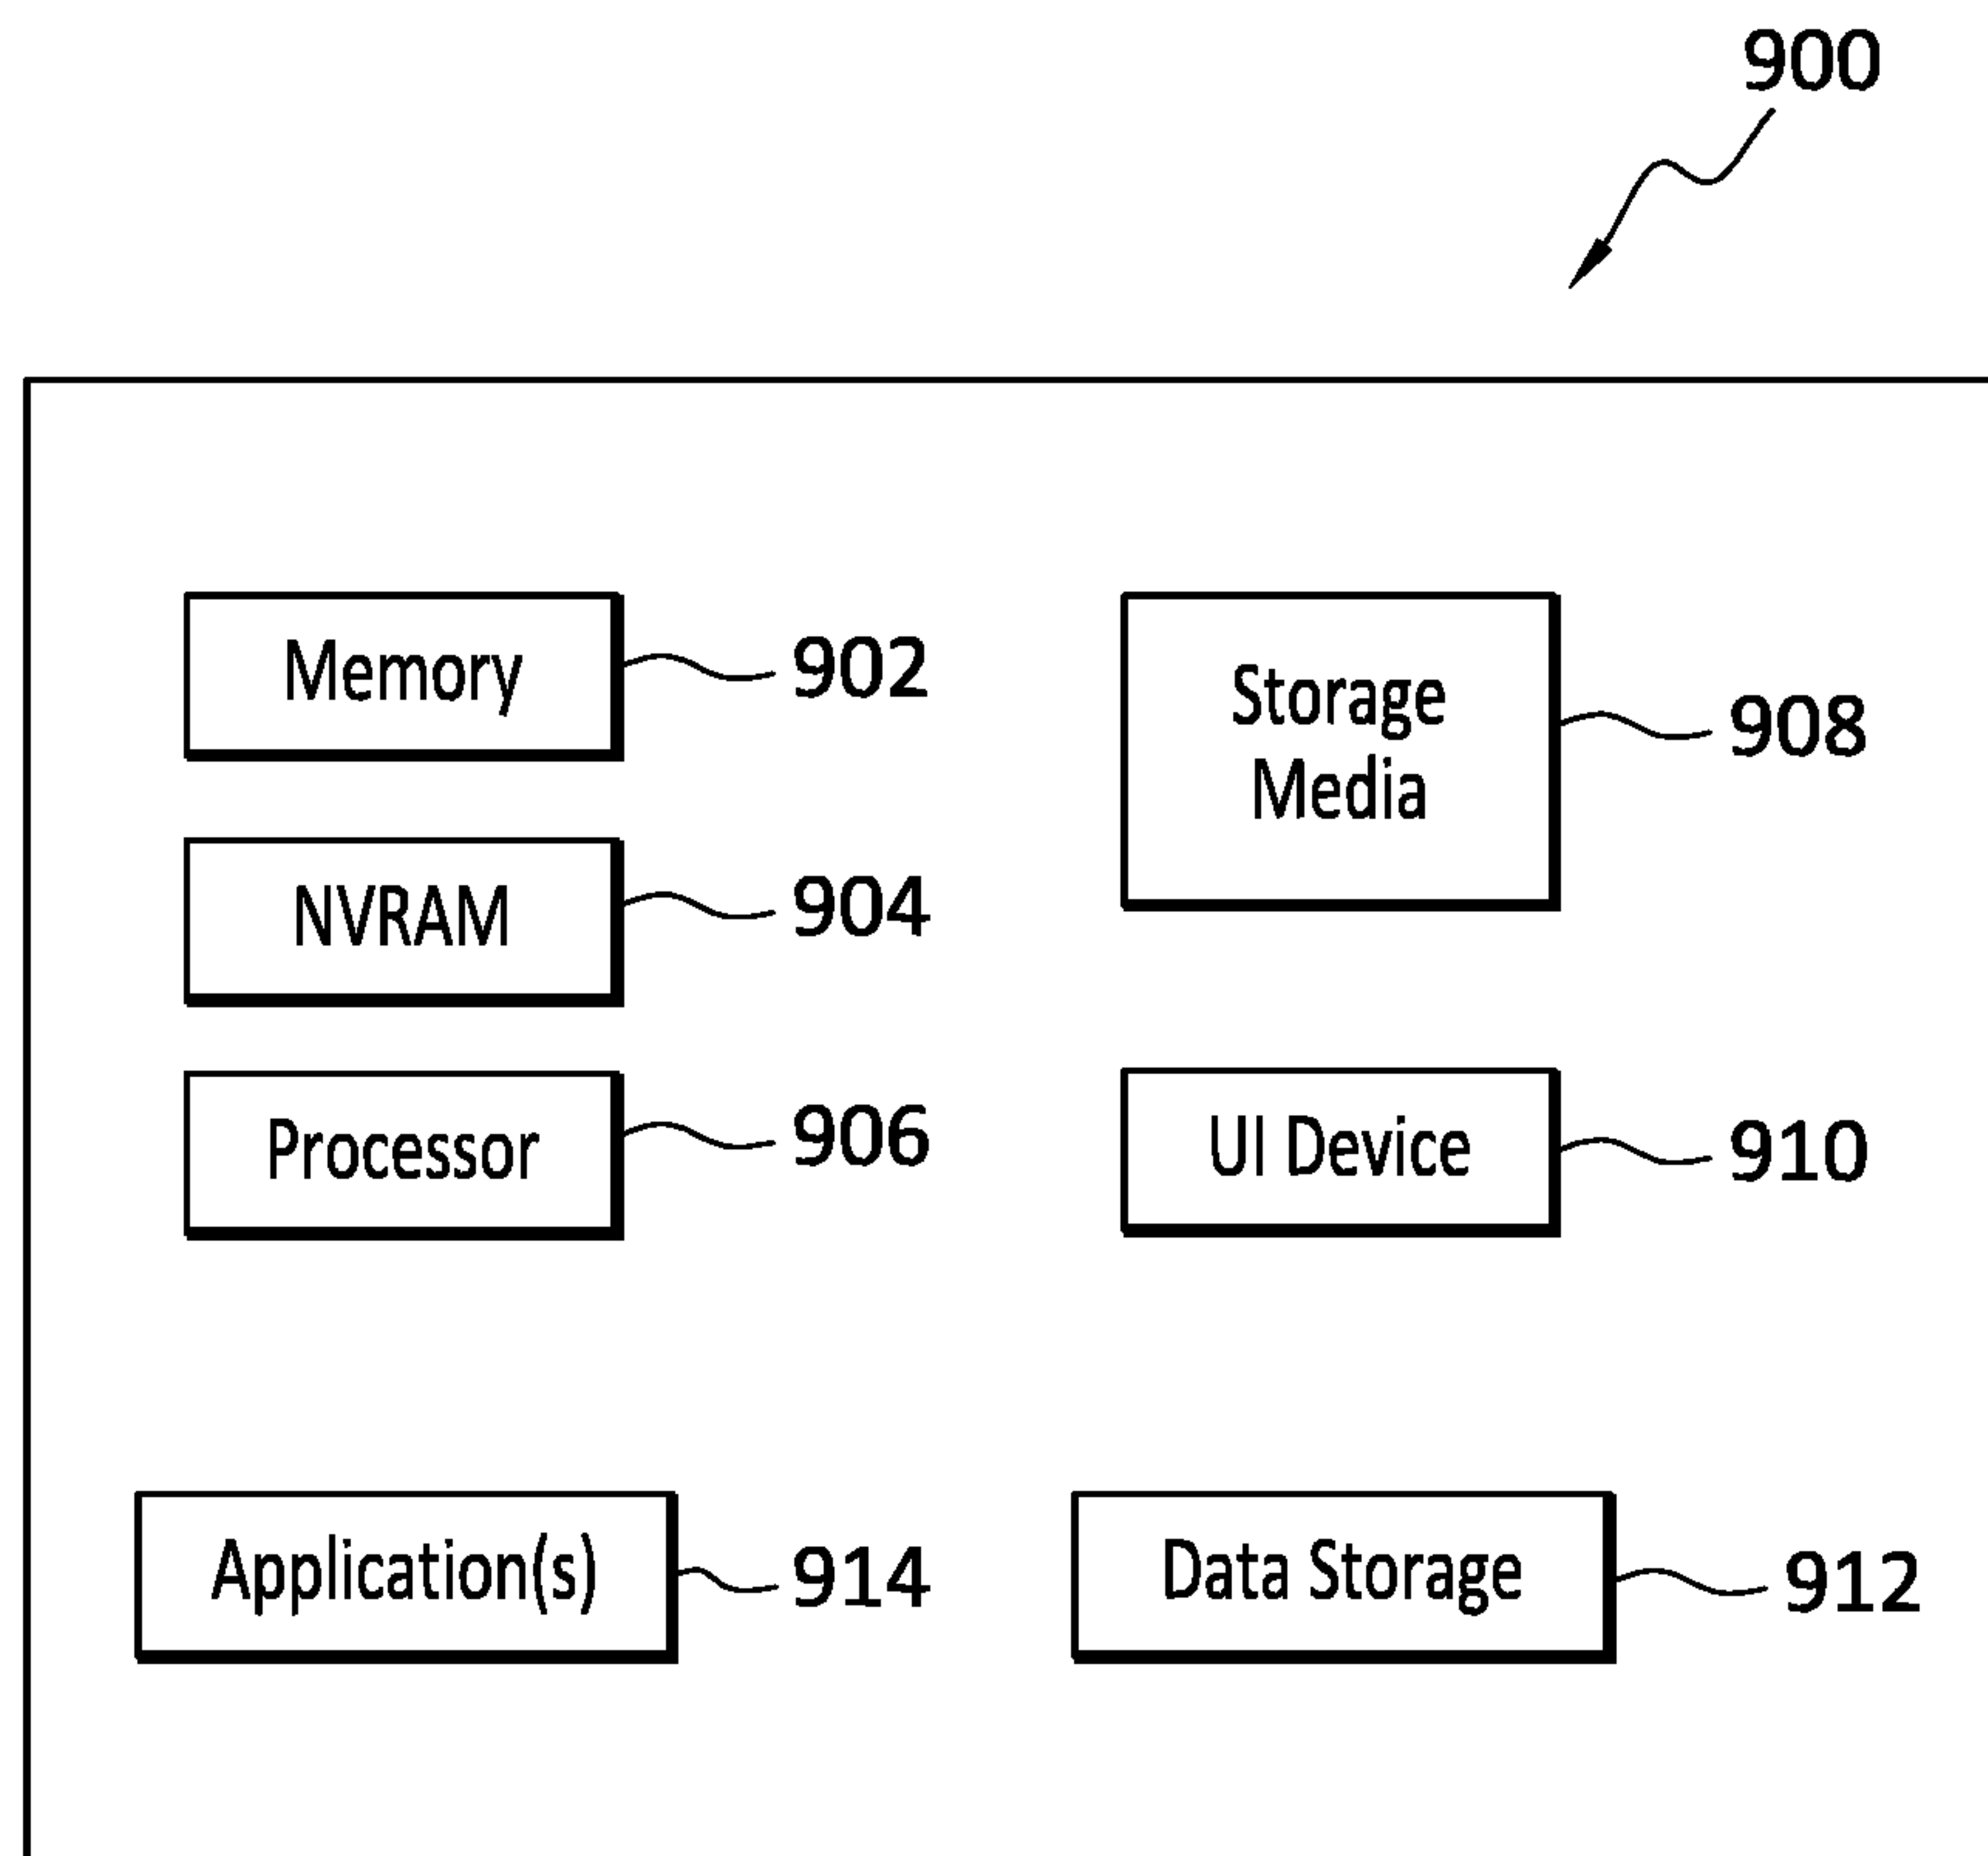 900
Memory
902
Storage
Media
908
NVRAM
904
Processor
906
UI Device
910
Application(s)
914
Data Storage
912